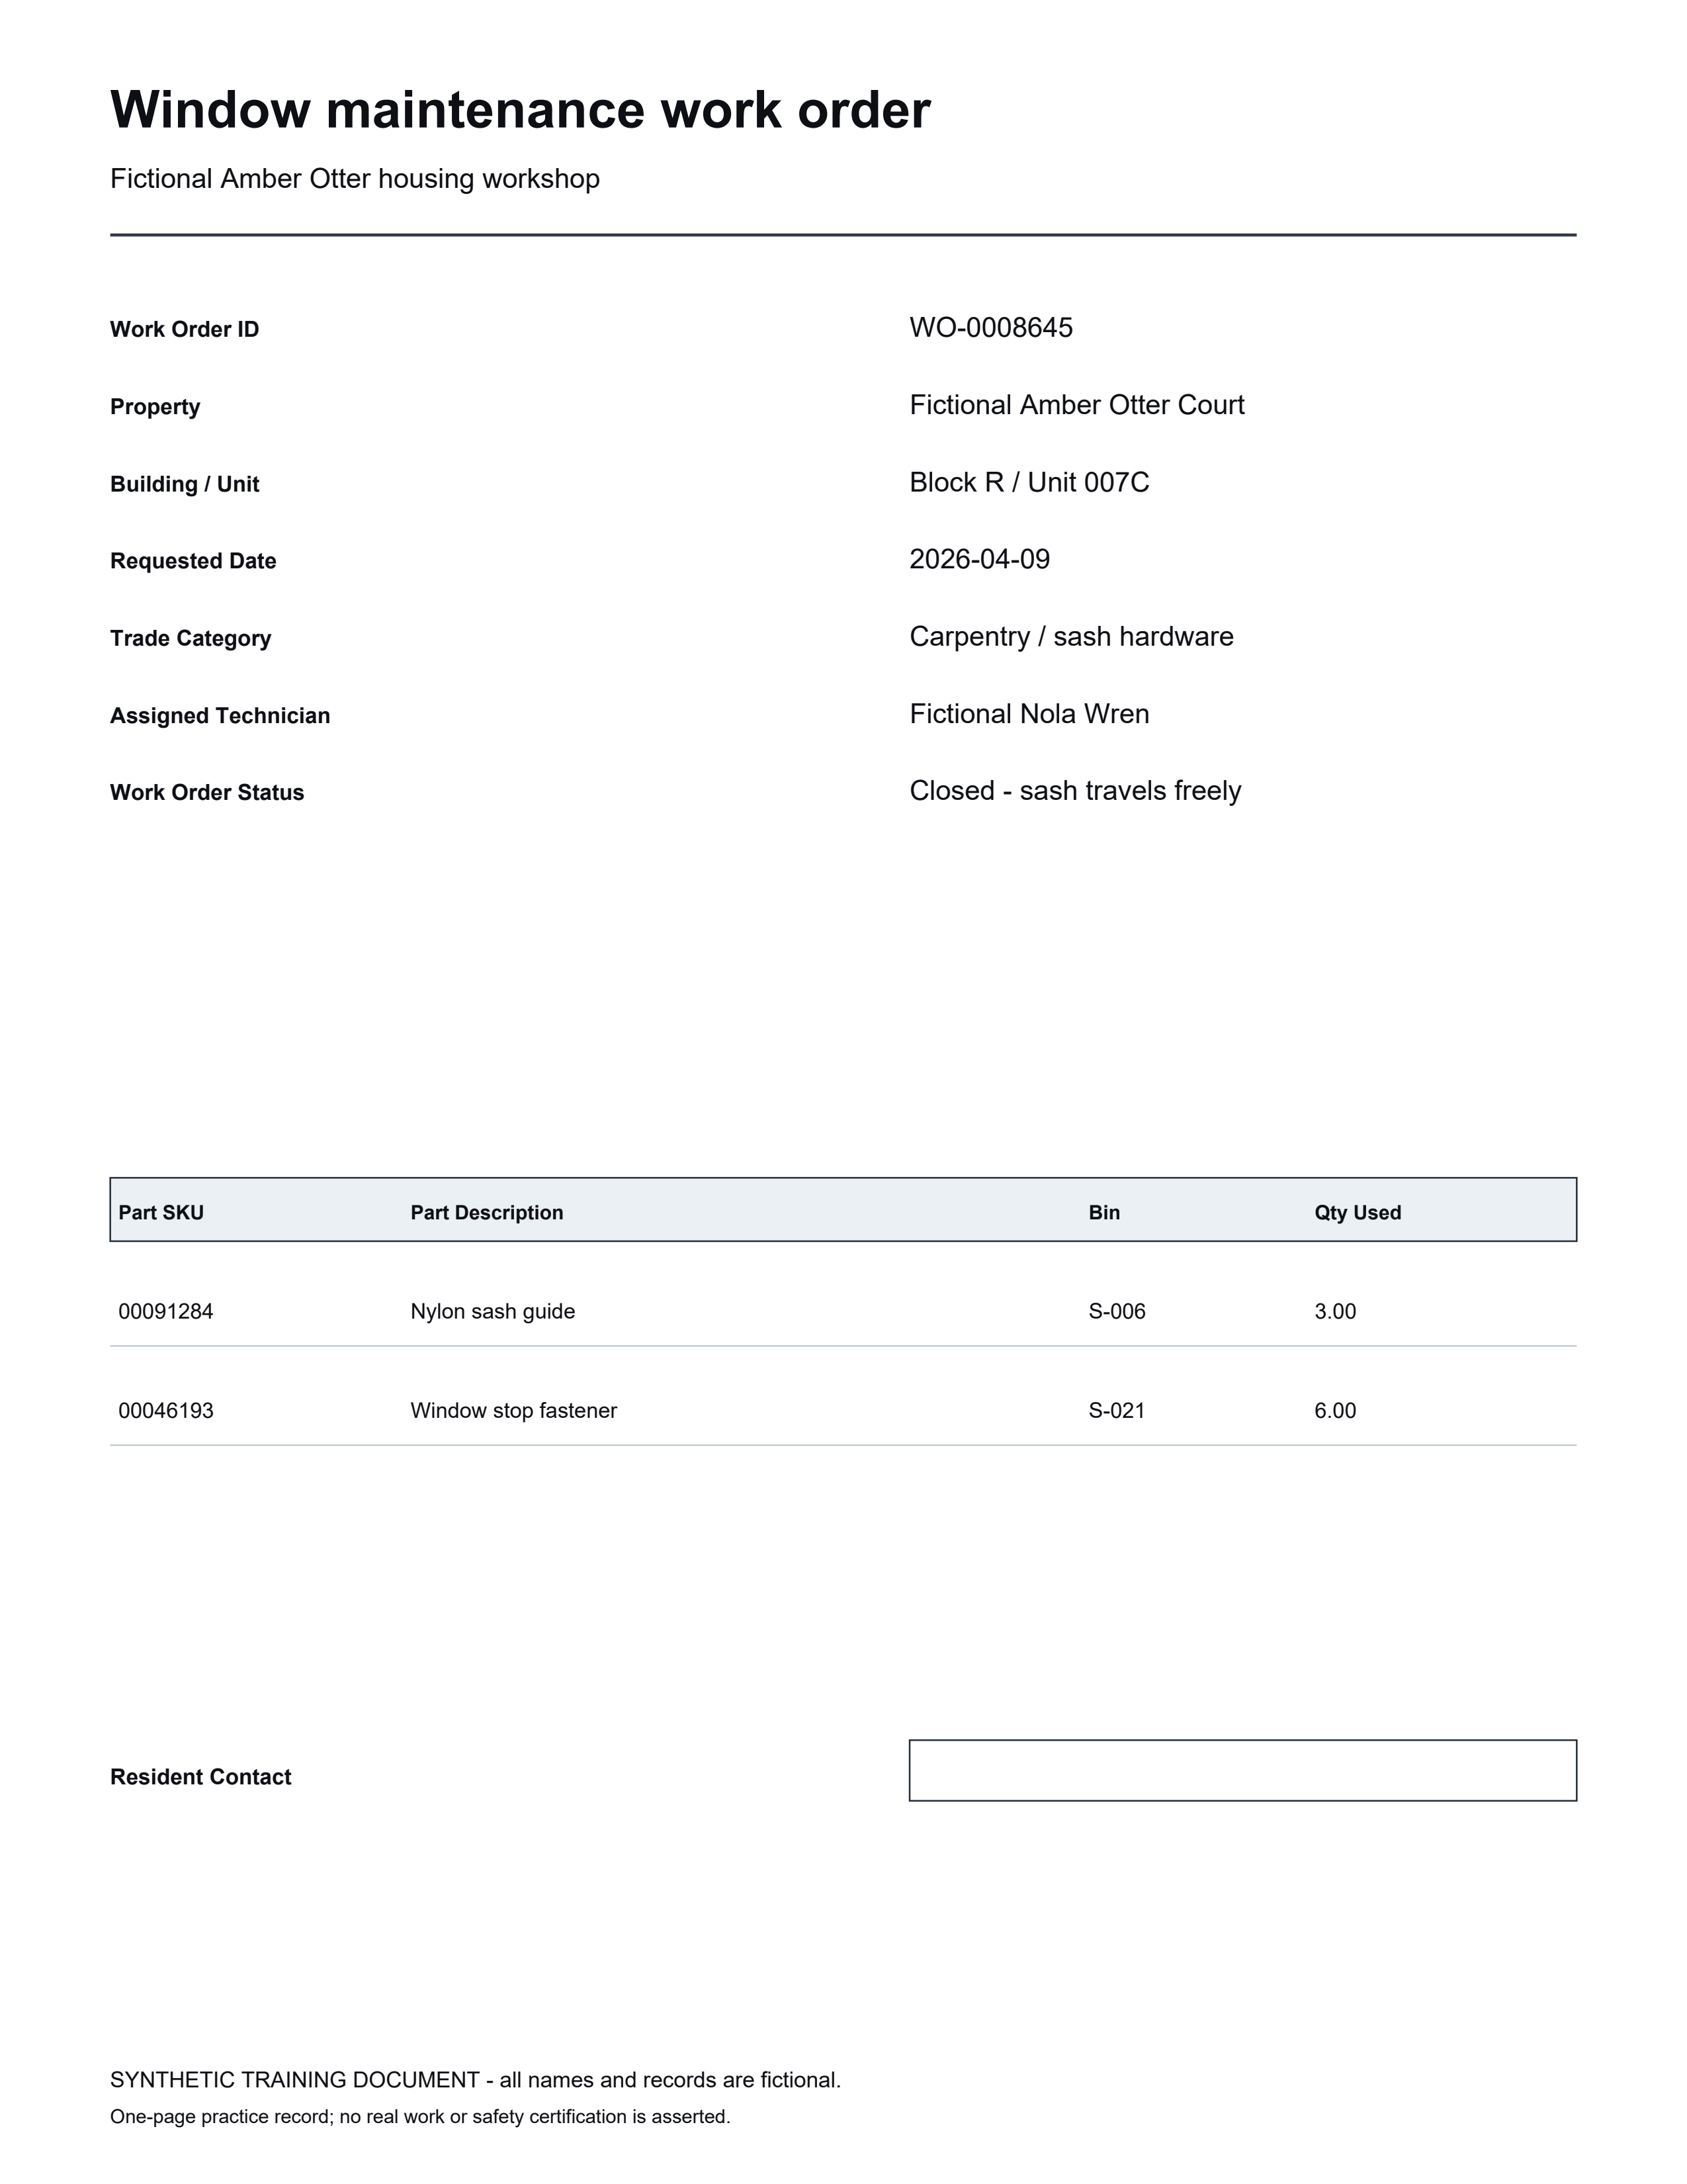 Window maintenance work order
Fictional Amber Otter housing workshop
Work Order ID WO-0008645
Property Fictional Amber Otter Court
Building / Unit Block R / Unit 007C
Requested Date 2026-04-09
Trade Category Carpentry / sash hardware
Assigned Technician Fictional Nola Wren
Work Order Status Closed - sash travels freely
Part SKU Part Description Bin Qty Used
00091284 Nylon sash guide S-006 3.00
00046193 Window stop fastener S-021 6.00
Resident Contact
SYNTHETIC TRAINING DOCUMENT - all names and records are fictional.
One-page practice record; no real work or safety certification is asserted.